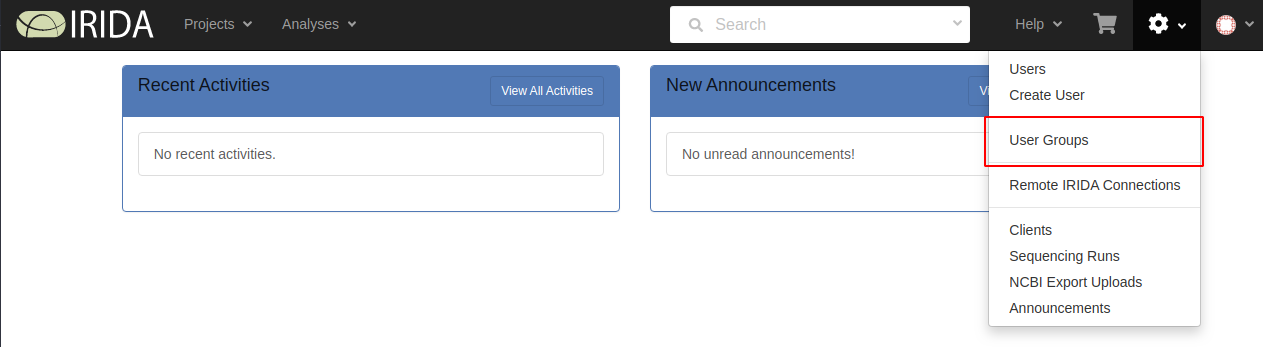 IRIDA Projects Analyses Search Help
Recent Activities View All Activities
No recent activities.
New Announcements
No unread announcements!
Users
Create User
User Groups
Remote IRIDA Connections
Clients
Sequencing Runs
NCBI Export Uploads
Announcements